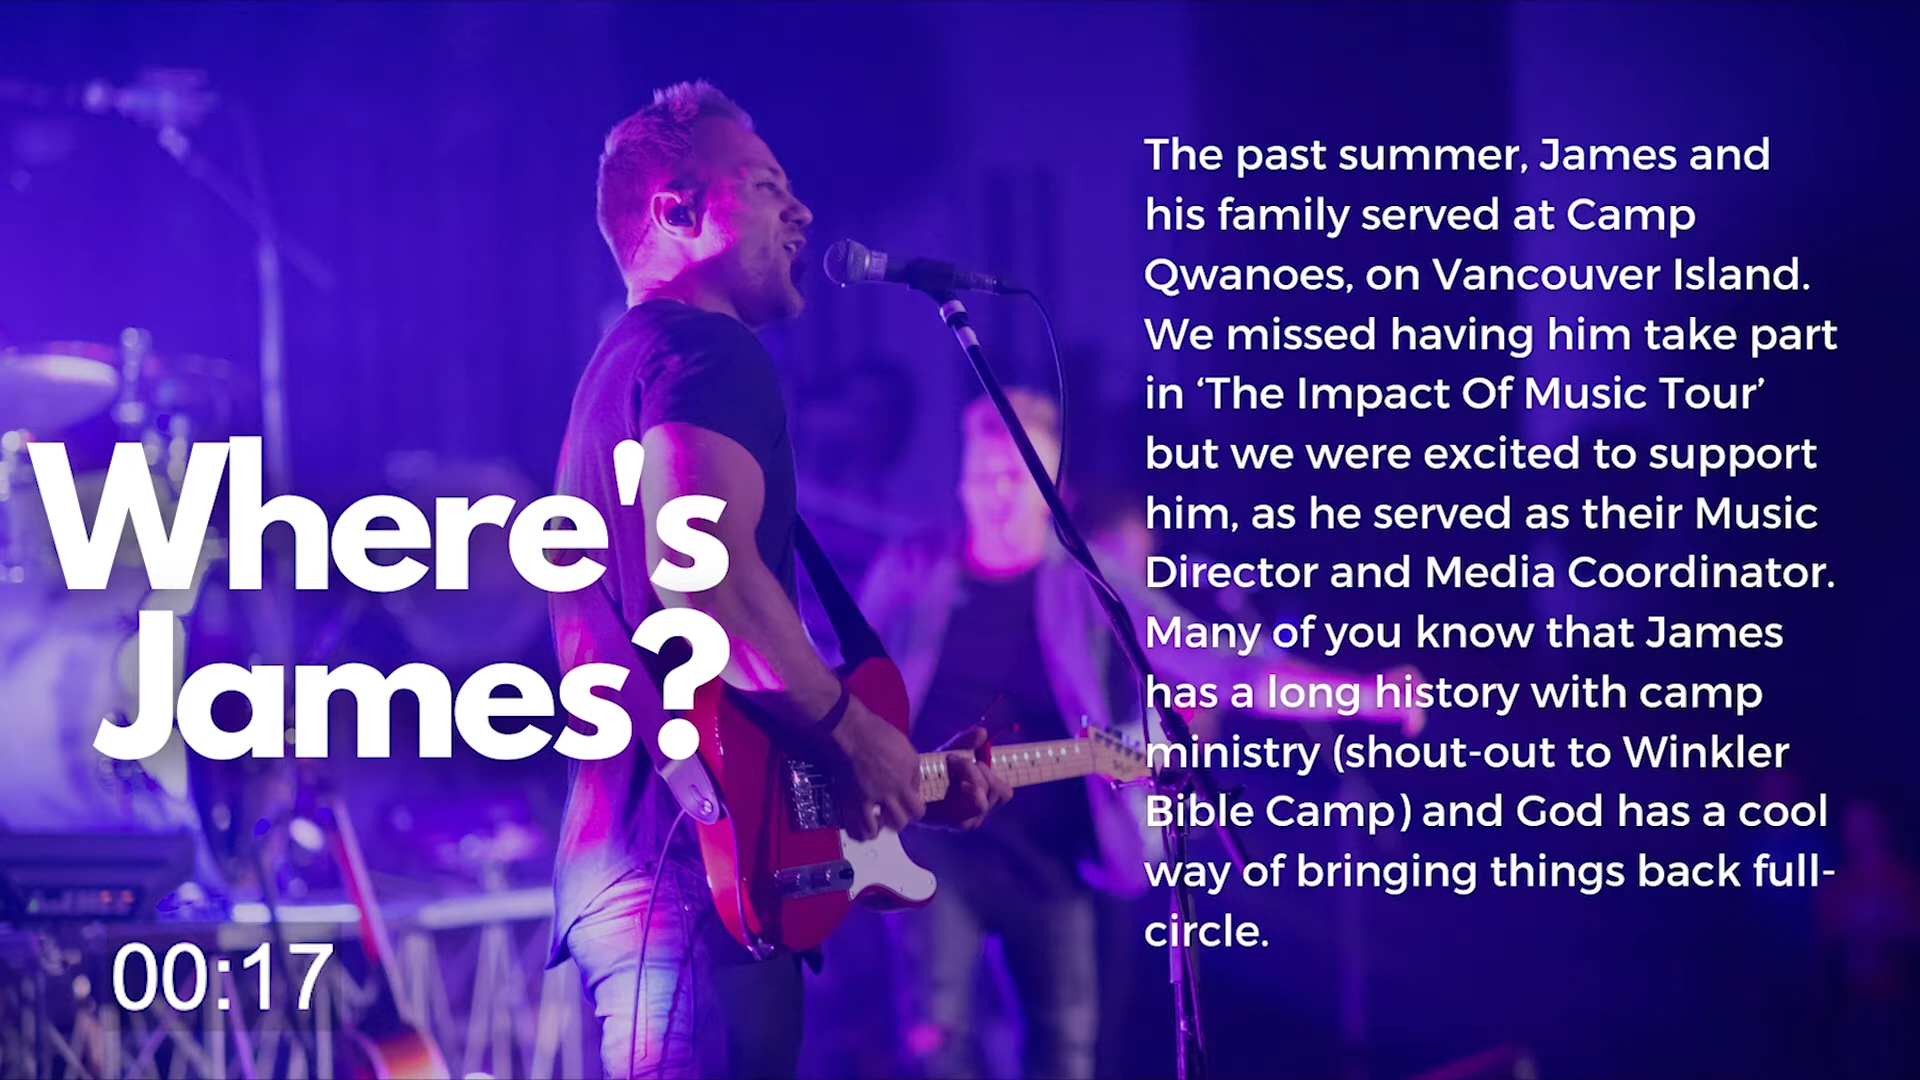 Where's
James?
00:17
The past summer, James and
his family served at Camp
Qwanoes, on Vancouver Island.
We missed having him take part
in ‘The Impact Of Music Tour’
but we were excited to support
him, as he served as their Music
Director and Media Coordinator.
Many of you know that James
has a long history with camp
ministry (shout-out to Winkler
Bible Camp) and God has a cool
way of bringing things back full-
circle.